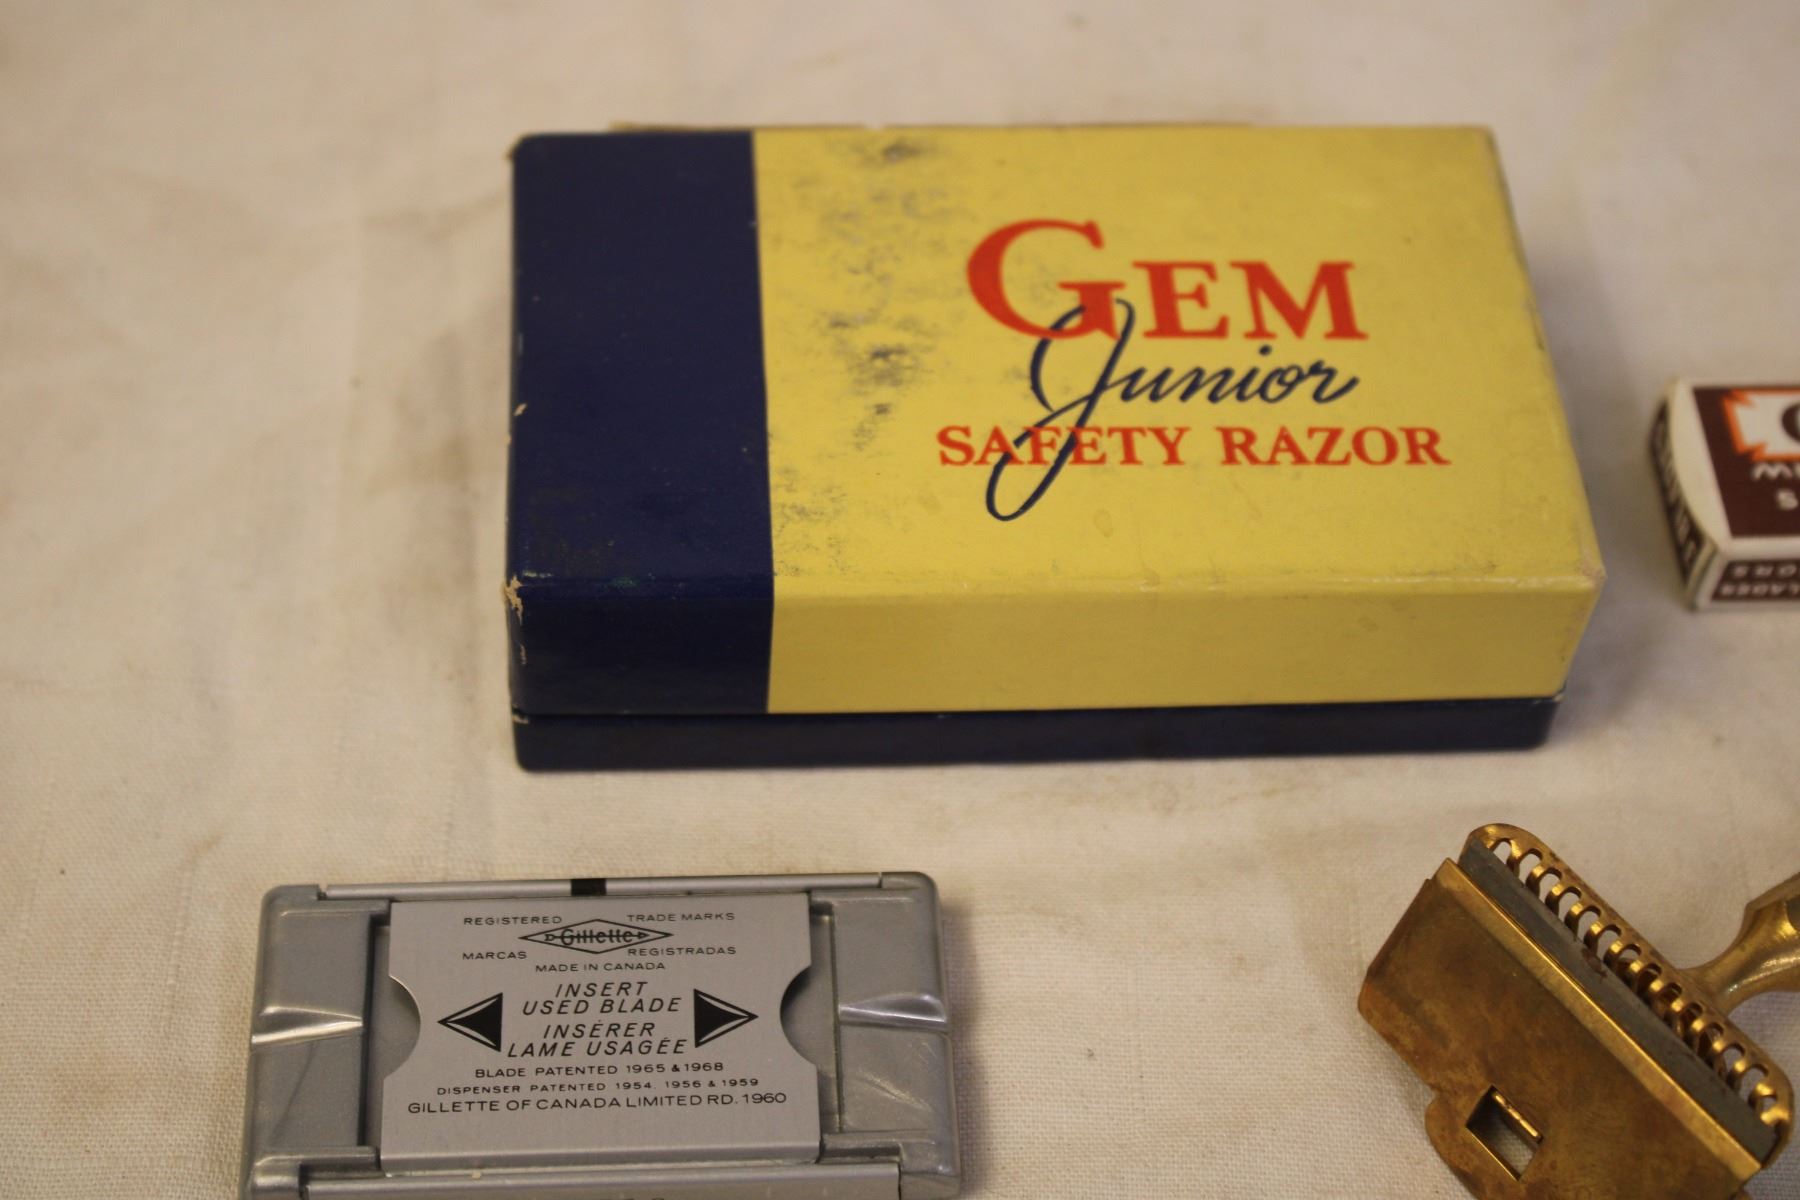 GEM
Junior
SAFETY RAZOR
REGISTERED TRADE MARKS
Gillette
MARCAS REGISTRADAS
MADE IN CANADA
INSERT
USED BLADE
INSÉRER
LAME USAGÉE
BLADE PATENTED 1965 & 1968
DISPENSER PATENTED 1954. 1956 & 1959
GILLETTE OF CANADA LIMITED RD. 1960